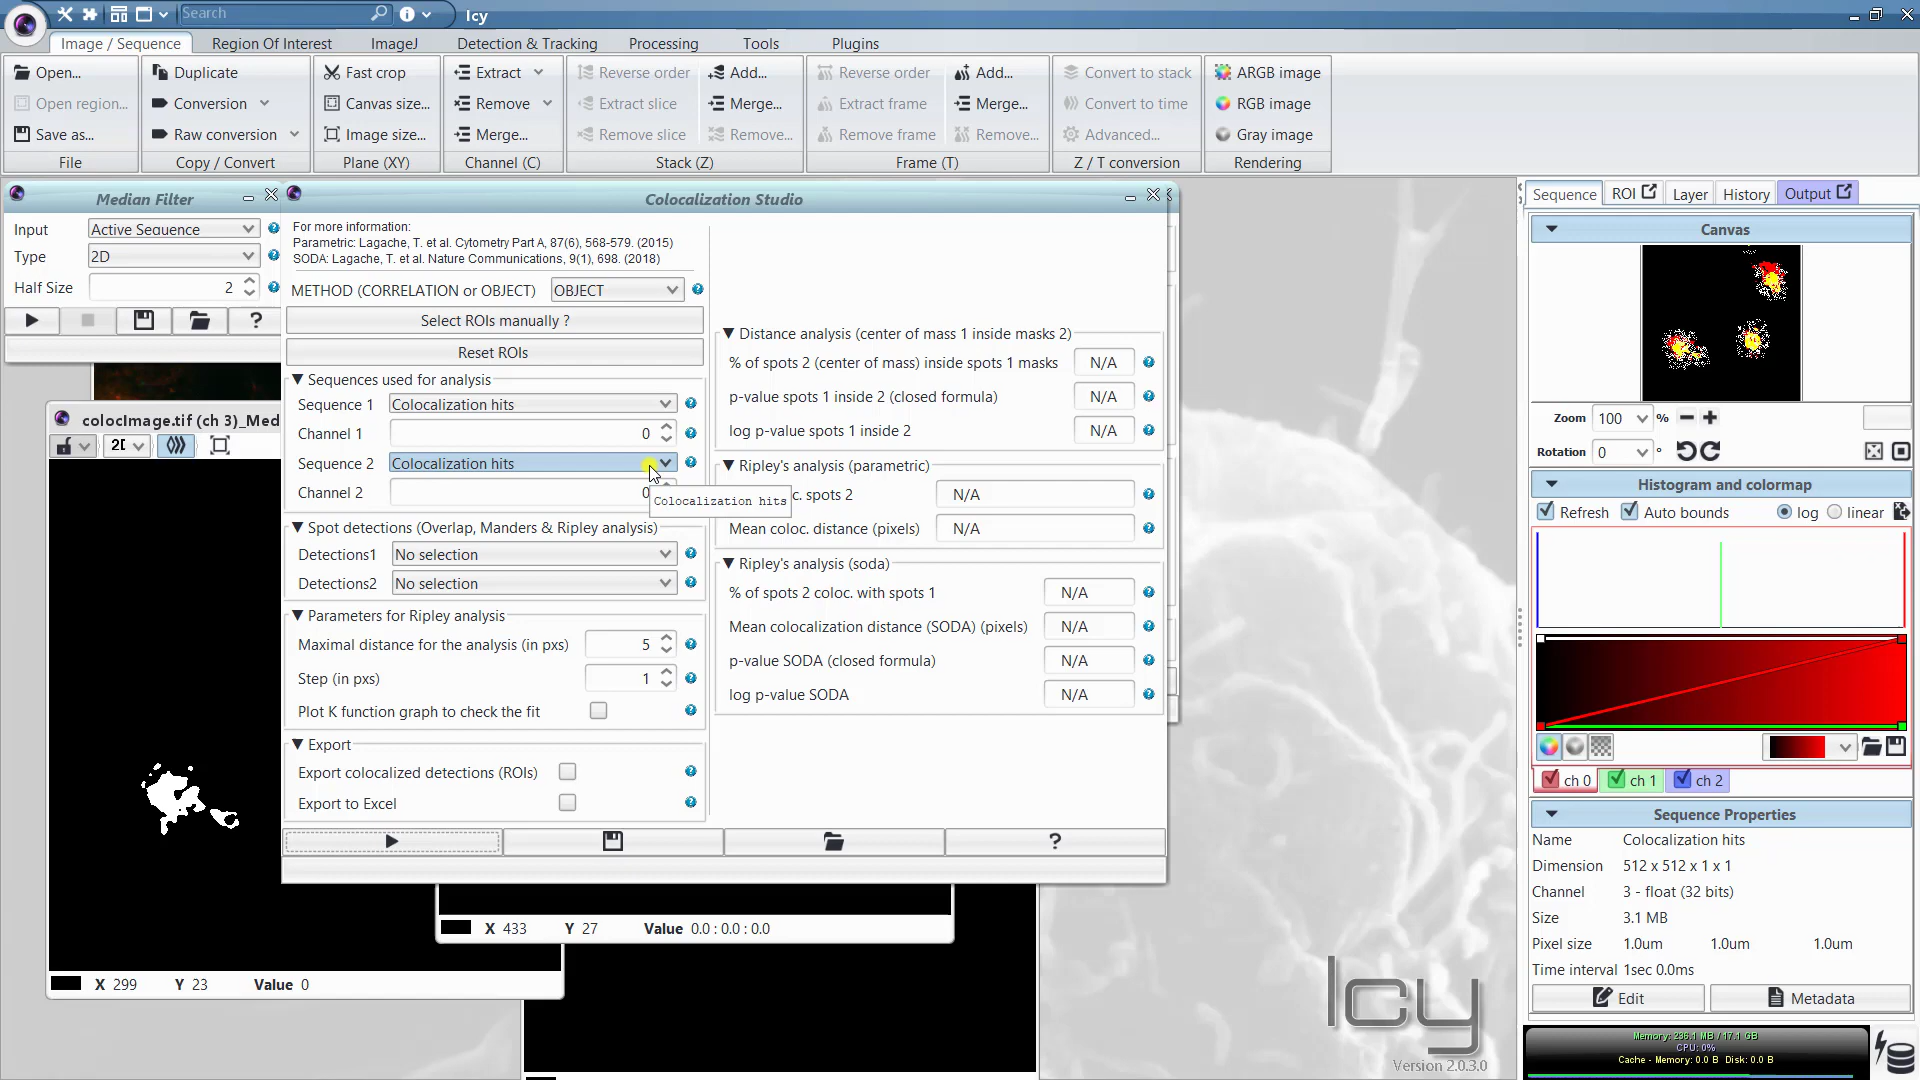 Search
Icy
Image / Sequence
Region Of Interest
ImageJ
Detection & Tracking
Processing
Tools
Plugins
Open...
Open region...
Save as...
File
Duplicate
Conversion
Raw conversion
Copy / Convert
Fast crop
Canvas size...
Image size...
Plane (XY)
Extract
Remove
Merge...
Channel (C)
Reverse order
Extract slice
Remove slice
Add...
Merge...
Remove...
Stack (Z)
Reverse order
Extract frame
Remove frame
Add...
Merge...
Remove...
Frame (T)
Convert to stack
Convert to time
Advanced...
Z / T conversion
ARGB image
RGB image
Gray image
Rendering
Median Filter
Input Active Sequence
Type 2D
Half Size 2
?
colocImage.tif (ch 3)_Med
X 299 Y 23 Value 0
Colocalization Studio
For more information:
Parametric: Lagache, T. et al. Cytometry Part A, 87(6), 568-579. (2015)
SODA: Lagache, T. et al. Nature Communications, 9(1), 698. (2018)
METHOD (CORRELATION or OBJECT) OBJECT
Select ROIs manually ?
Reset ROIs
Sequences used for analysis
Sequence 1 Colocalization hits
Channel 1 0
Sequence 2 Colocalization hits
Channel 2 0
Colocalization hits
Spot detections (Overlap, Manders & Ripley analysis)
Detections1 No selection
Detections2 No selection
Parameters for Ripley analysis
Maximal distance for the analysis (in pxs) 5
Step (in pxs) 1
Plot K function graph to check the fit
Export
Export colocalized detections (ROIs)
Export to Excel
Distance analysis (center of mass 1 inside masks 2)
% of spots 2 (center of mass) inside spots 1 masks N/A
p-value spots 1 inside 2 (closed formula) N/A
log p-value spots 1 inside 2 N/A
Ripley's analysis (parametric)
c. spots 2 N/A
Mean coloc. distance (pixels) N/A
Ripley's analysis (soda)
% of spots 2 coloc. with spots 1 N/A
Mean colocalization distance (SODA) (pixels) N/A
p-value SODA (closed formula) N/A
log p-value SODA N/A
?
X 433 Y 27 Value 0.0 : 0.0 : 0.0
Icy
Version 2.0.3.0
Sequence
ROI
Layer
History
Output
Canvas
Zoom 100 %
Rotation 0 °
Histogram and colormap
Refresh Auto bounds log linear
ch 0 ch 1 ch 2
Sequence Properties
Name Colocalization hits
Dimension 512 x 512 x 1 x 1
Channel 3 - float (32 bits)
Size 3.1 MB
Pixel size 1.0um 1.0um 1.0um
Time interval 1sec 0.0ms
Edit
Metadata
CPU: 0%
Cache - Memory: 0.0 B Disk: 0.0 B